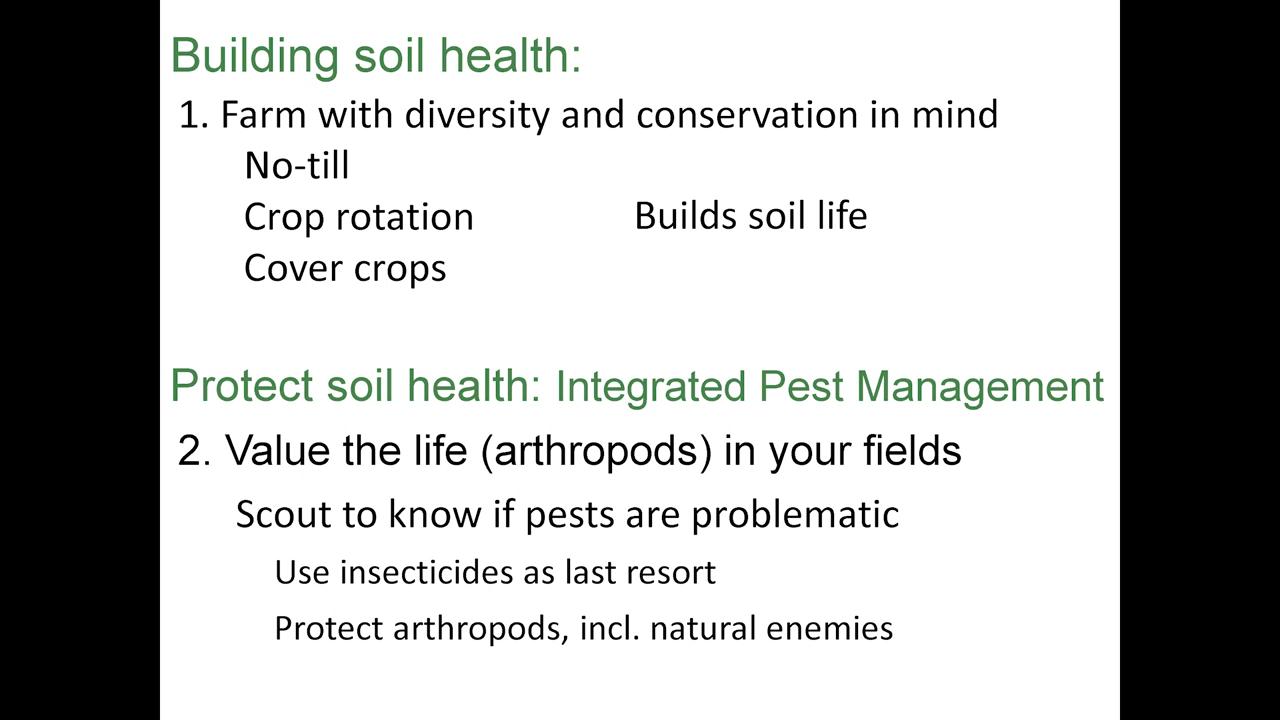 Building soil health:
1. Farm with diversity and conservation in mind
No-till
Crop rotation Builds soil life
Cover crops
Protect soil health: Integrated Pest Management
2. Value the life (arthropods) in your fields
Scout to know if pests are problematic
Use insecticides as last resort
Protect arthropods, incl. natural enemies